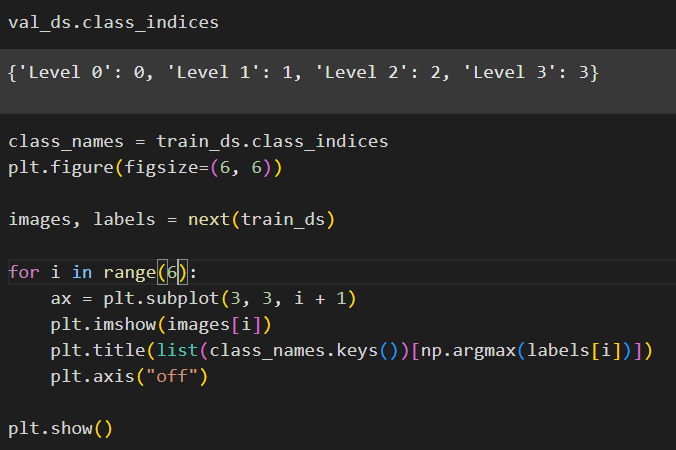 val_ds.class_indices
{'Level 0': 0, 'Level 1': 1, 'Level 2': 2, 'Level 3': 3}
class_names = train_ds.class_indices
plt.figure(figsize=(6, 6))
images, labels = next(train_ds)
for i in range(6):
    ax = plt.subplot(3, 3, i + 1)
    plt.imshow(images[i])
    plt.title(list(class_names.keys())[np.argmax(labels[i])])
    plt.axis("off")
plt.show()